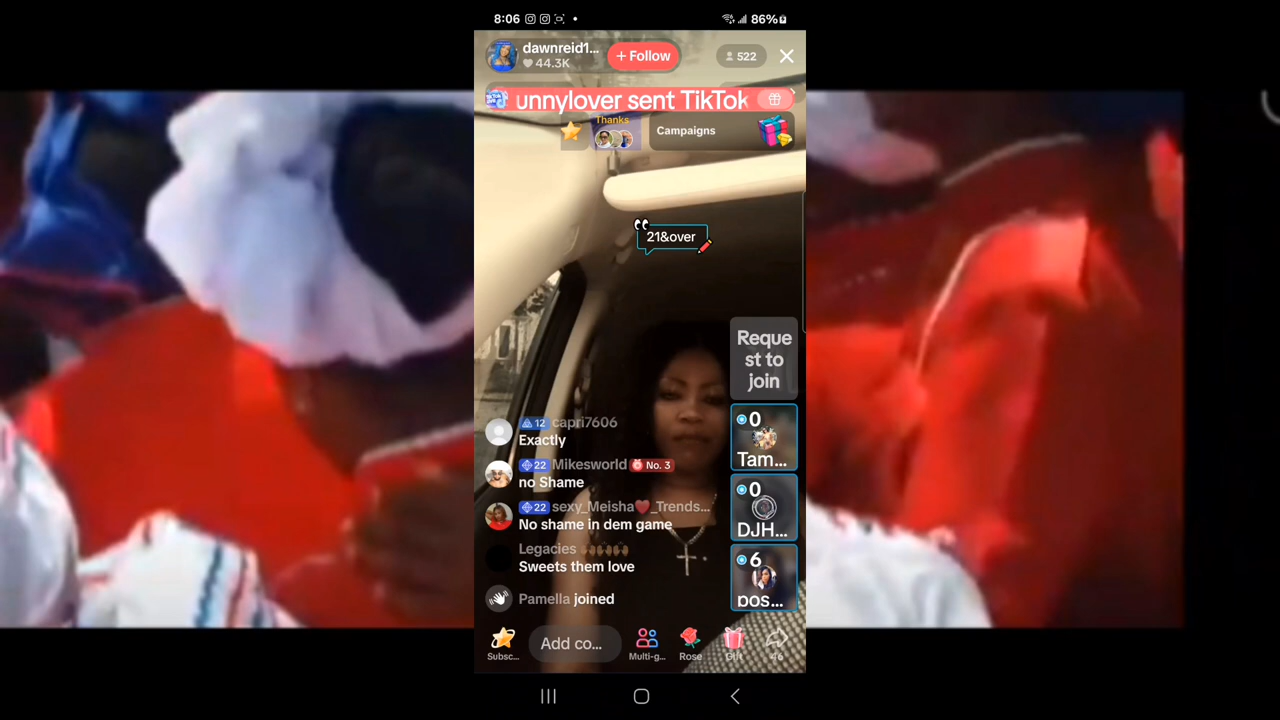 8:06
86%
dawnreid1...
44.3K
+ Follow
522
unnylover sent TikTok
Thanks
Campaigns
21&over
Reque
st to
join
12 capri7606
Exactly
22 Mikesworld No. 3
no Shame
22 sexy_Meisha❤️_Trends...
No shame in dem game
Legacies 🙌🏾🙌🏾🙌🏾
Sweets them love
Pamella joined
0
Tam...
0
DJH...
6
pos...
Add co...
Subsc...
Multi-g...
Rose
Gift
46